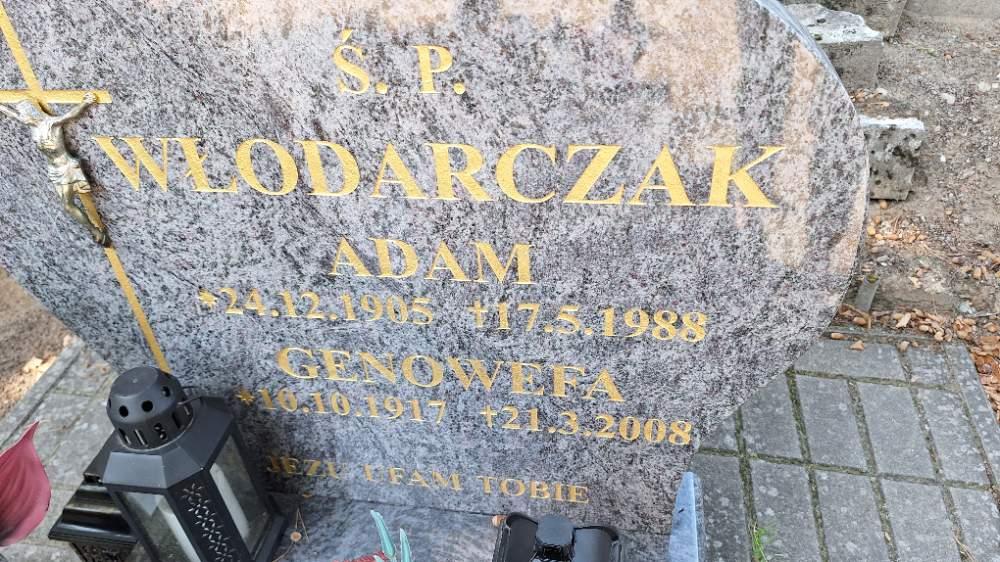 Ś. P.
WŁODARCZAK
ADAM
*24.12.1905 †17.5.1988
GENOWEFA
*10.10.1917 †21.3.2008
JEZU UFAM TOBIE